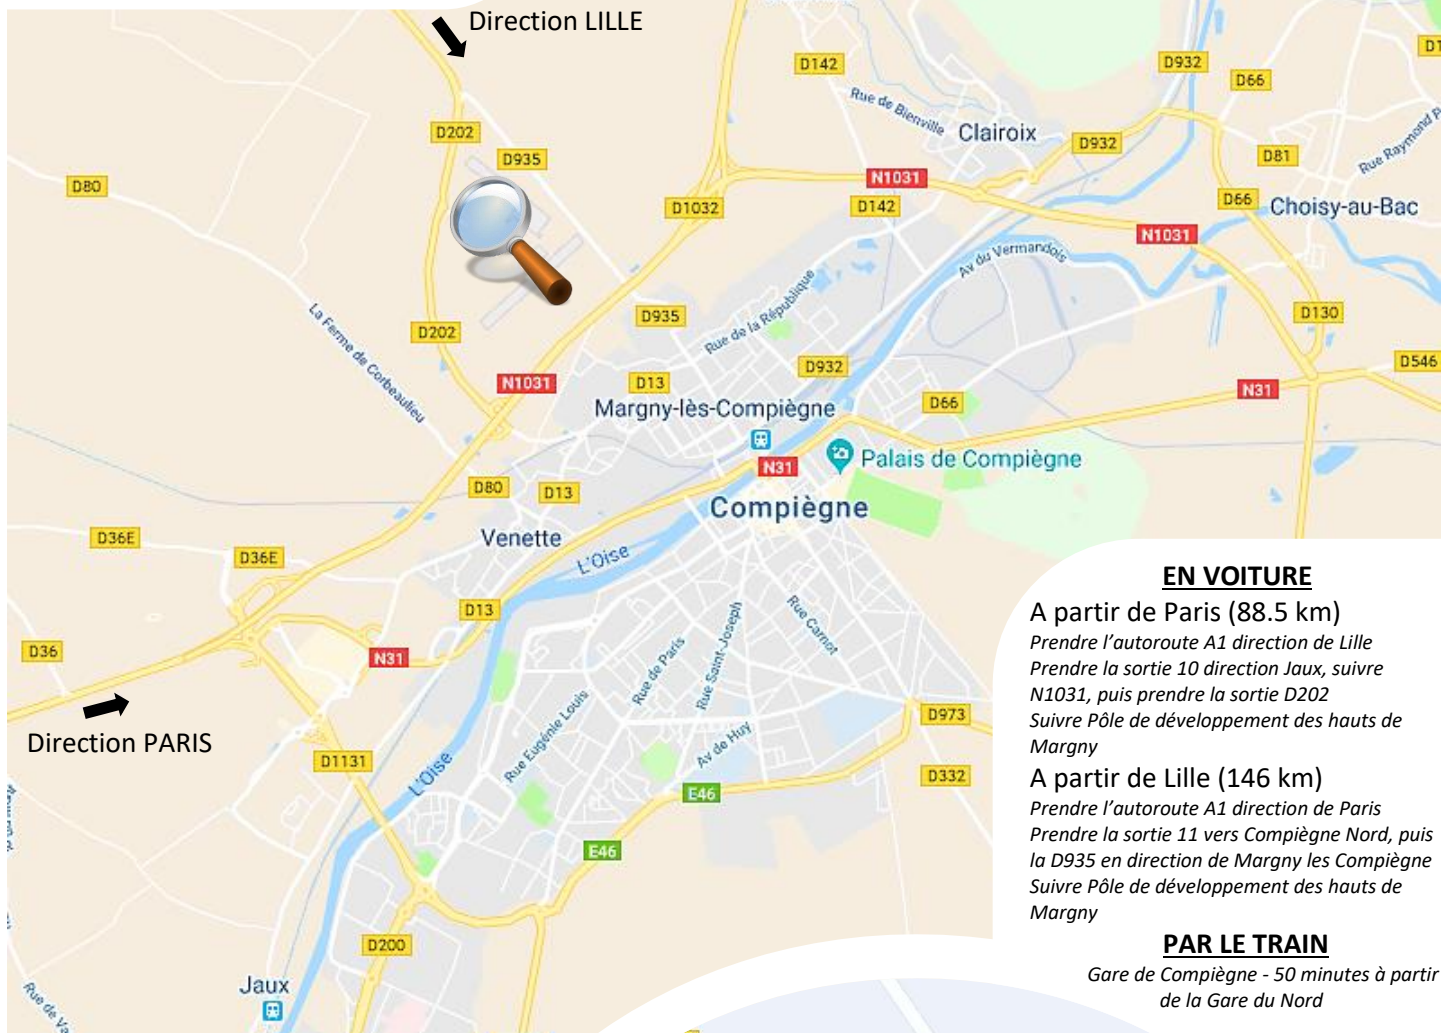 Direction LILLE
D142
D932
D66
D1
Rue de Bienville
Clairoix
D202
D932
D935
D81
Rue Raymond P
D80
N1031
D1032
D142
D66
Choisy-au-Bac
N1031
Av du Vermandois
La Ferme de Corbeaulieu
Rue de la République
D935
D130
D202
D932
D546
N1031
D13
N31
Margny-lès-Compiègne
D66
Palais de Compiègne
N31
D80
D13
Compiègne
Venette
D36E
D36E
L'Oise
D13
Rue Carnot
Rue Saint-Joseph
Rue de Paris
D36
N31
Rue Eugénie Louis
D973
Direction PARIS
Av de Huy
D1131
L'Oise
D332
E46
E46
D200
Jaux
Rue de Va
EN VOITURE
A partir de Paris (88.5 km)
Prendre l’autoroute A1 direction de Lille
Prendre la sortie 10 direction Jaux, suivre
N1031, puis prendre la sortie D202
Suivre Pôle de développement des hauts de
Margny
A partir de Lille (146 km)
Prendre l’autoroute A1 direction de Paris
Prendre la sortie 11 vers Compiègne Nord, puis
la D935 en direction de Margny les Compiègne
Suivre Pôle de développement des hauts de
Margny
PAR LE TRAIN
Gare de Compiègne - 50 minutes à partir
de la Gare du Nord